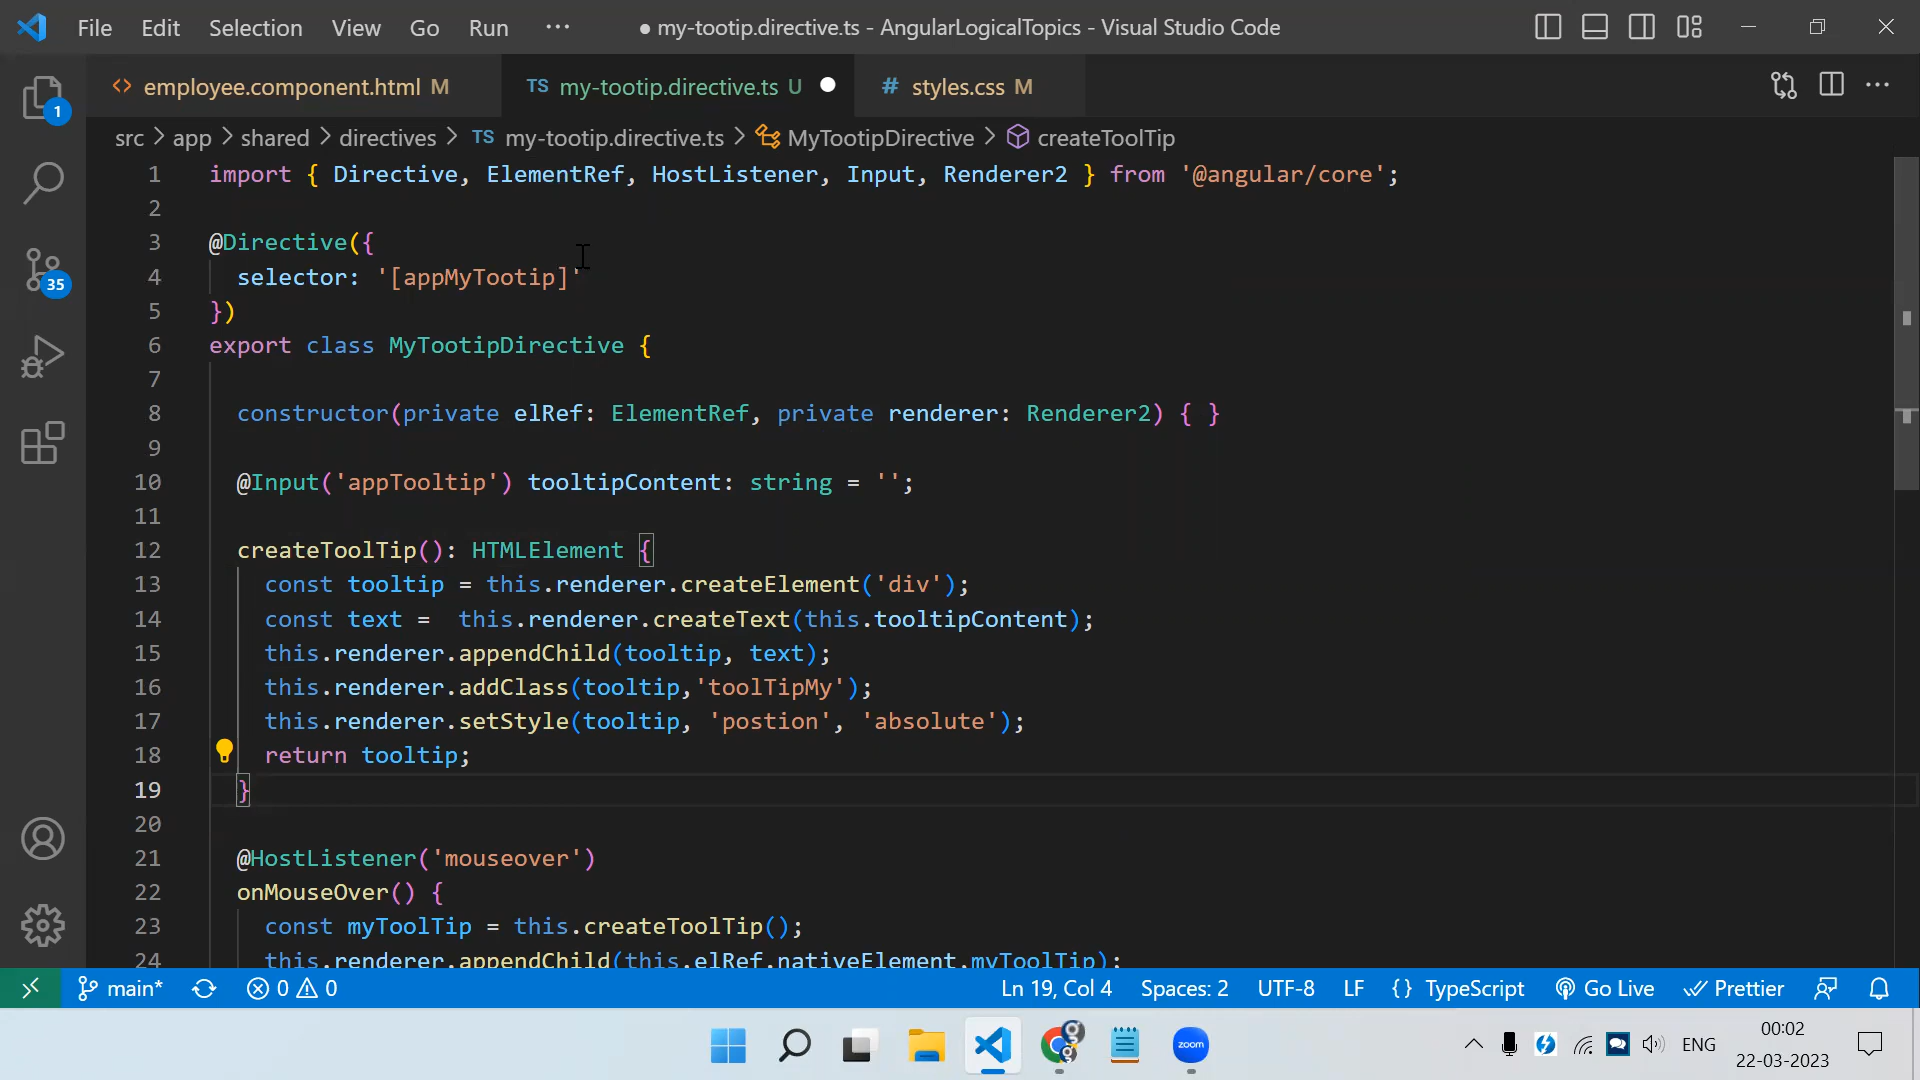 File Edit Selection View Go Run ··· ● my-tootip.directive.ts - AngularLogicalTopics - Visual Studio Code
<> employee.component.html M TS my-tootip.directive.ts U ● # styles.css M
src > app > shared > directives > TS my-tootip.directive.ts > MyTootipDirective > createToolTip
1 import { Directive, ElementRef, HostListener, Input, Renderer2 } from '@angular/core';
2
3 @Directive({
4 selector: '[appMyTootip]'
5 })
6 export class MyTootipDirective {
7
8 constructor(private elRef: ElementRef, private renderer: Renderer2) { }
9
10 @Input('appTooltip') tooltipContent: string = '';
11
12 createToolTip(): HTMLElement {
13 const tooltip = this.renderer.createElement('div');
14 const text =  this.renderer.createText(this.tooltipContent);
15 this.renderer.appendChild(tooltip, text);
16 this.renderer.addClass(tooltip,'toolTipMy');
17 this.renderer.setStyle(tooltip, 'postion', 'absolute');
18 return tooltip;
19 }
20
21 @HostListener('mouseover')
22 onMouseOver() {
23 const myToolTip = this.createToolTip();
24 this.renderer.appendChild(this.elRef.nativeElement,myToolTip);
1
35
main* 0 0 Ln 19, Col 4 Spaces: 2 UTF-8 LF {} TypeScript Go Live Prettier
zoom ENG 00:02
22-03-2023